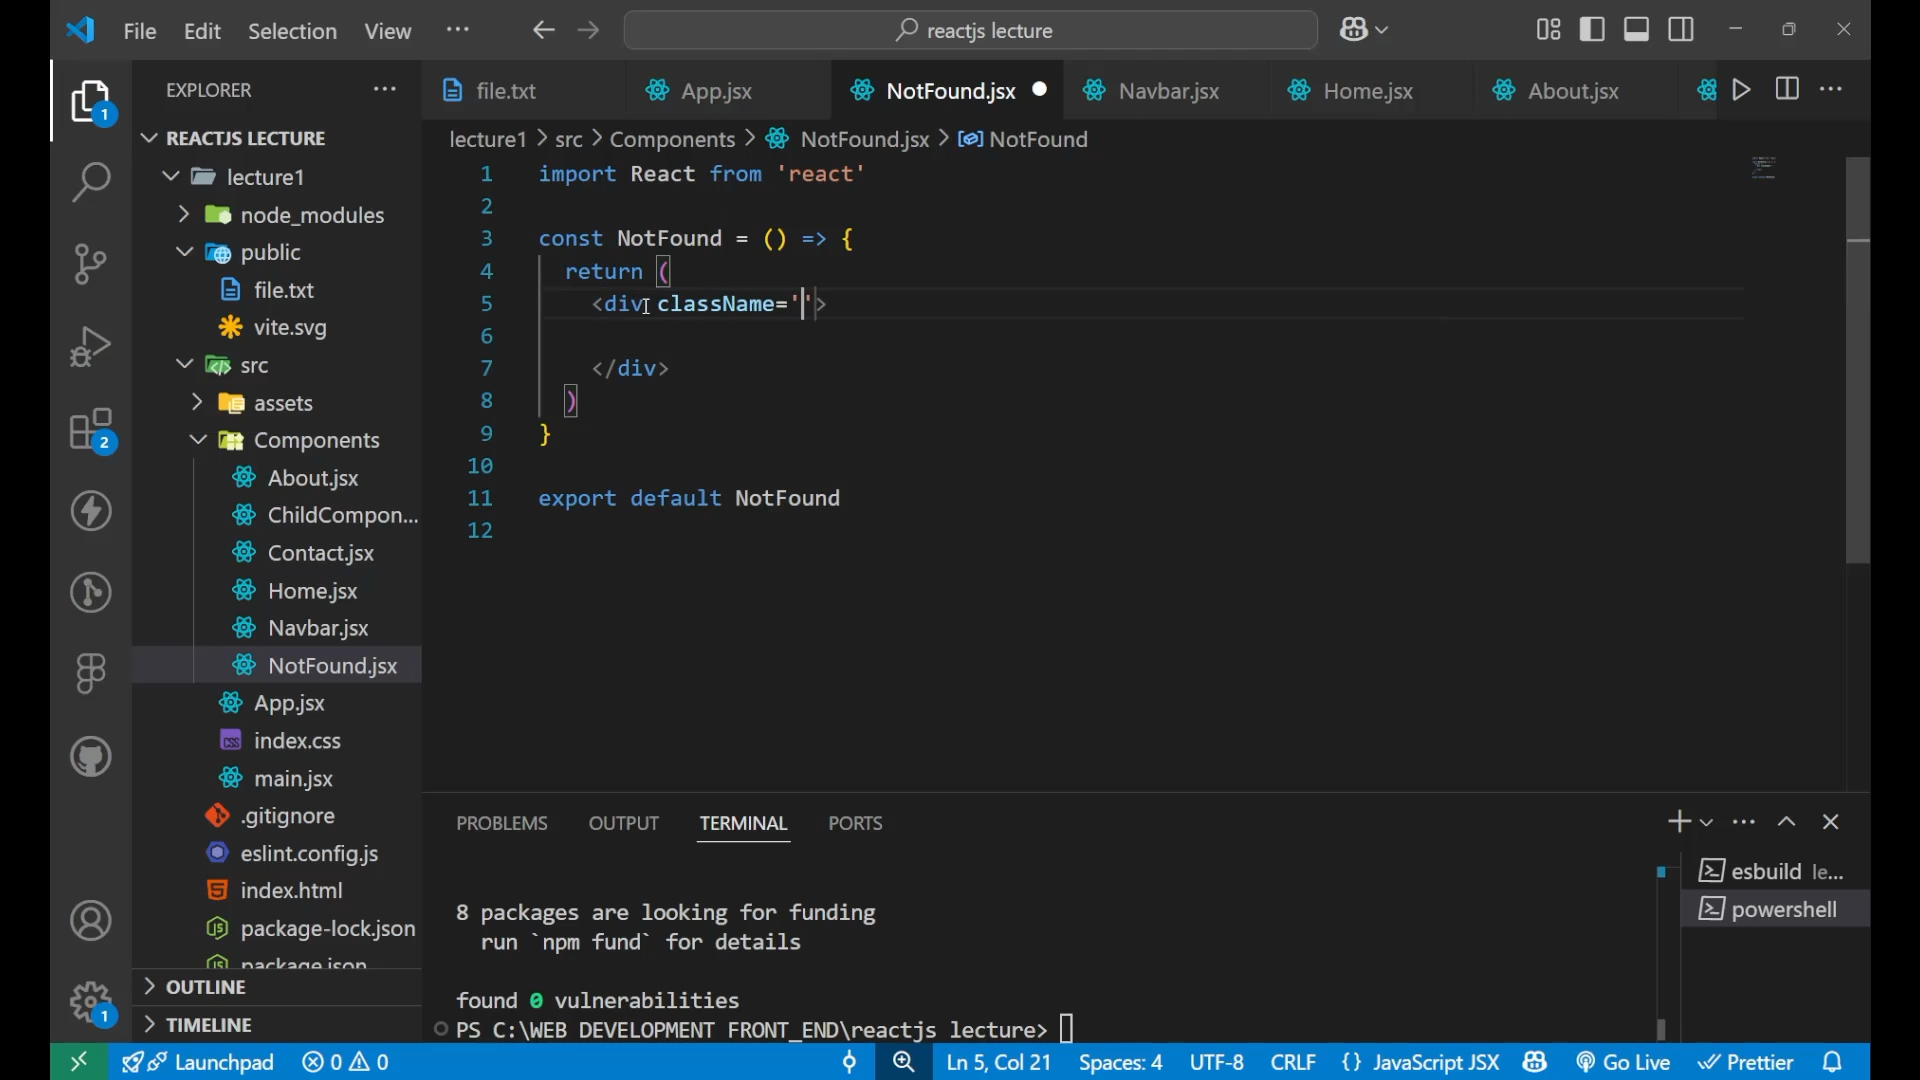 File Edit Selection View ··· reactjs lecture
EXPLORER ···
file.txt App.jsx NotFound.jsx Navbar.jsx Home.jsx About.jsx
REACTJS LECTURE
lecture1
node_modules
public
file.txt
vite.svg
src
assets
Components
About.jsx
ChildCompon...
Contact.jsx
Home.jsx
Navbar.jsx
NotFound.jsx
App.jsx
index.css
main.jsx
.gitignore
eslint.config.js
index.html
package-lock.json
package.json
OUTLINE
TIMELINE
1
2
1
lecture1 > src > Components > NotFound.jsx > NotFound
1 import React from 'react'
2
3 const NotFound = () => {
4 return (
5 <div className=''>
6
7 </div>
8 )
9 }
10
11 export default NotFound
12
PROBLEMS OUTPUT TERMINAL PORTS
8 packages are looking for funding
run `npm fund` for details
found 0 vulnerabilities
PS C:\WEB DEVELOPMENT FRONT_END\reactjs lecture>
esbuild le...
powershell
Launchpad 0 0 Ln 5, Col 21 Spaces: 4 UTF-8 CRLF {} JavaScript JSX Go Live Prettier